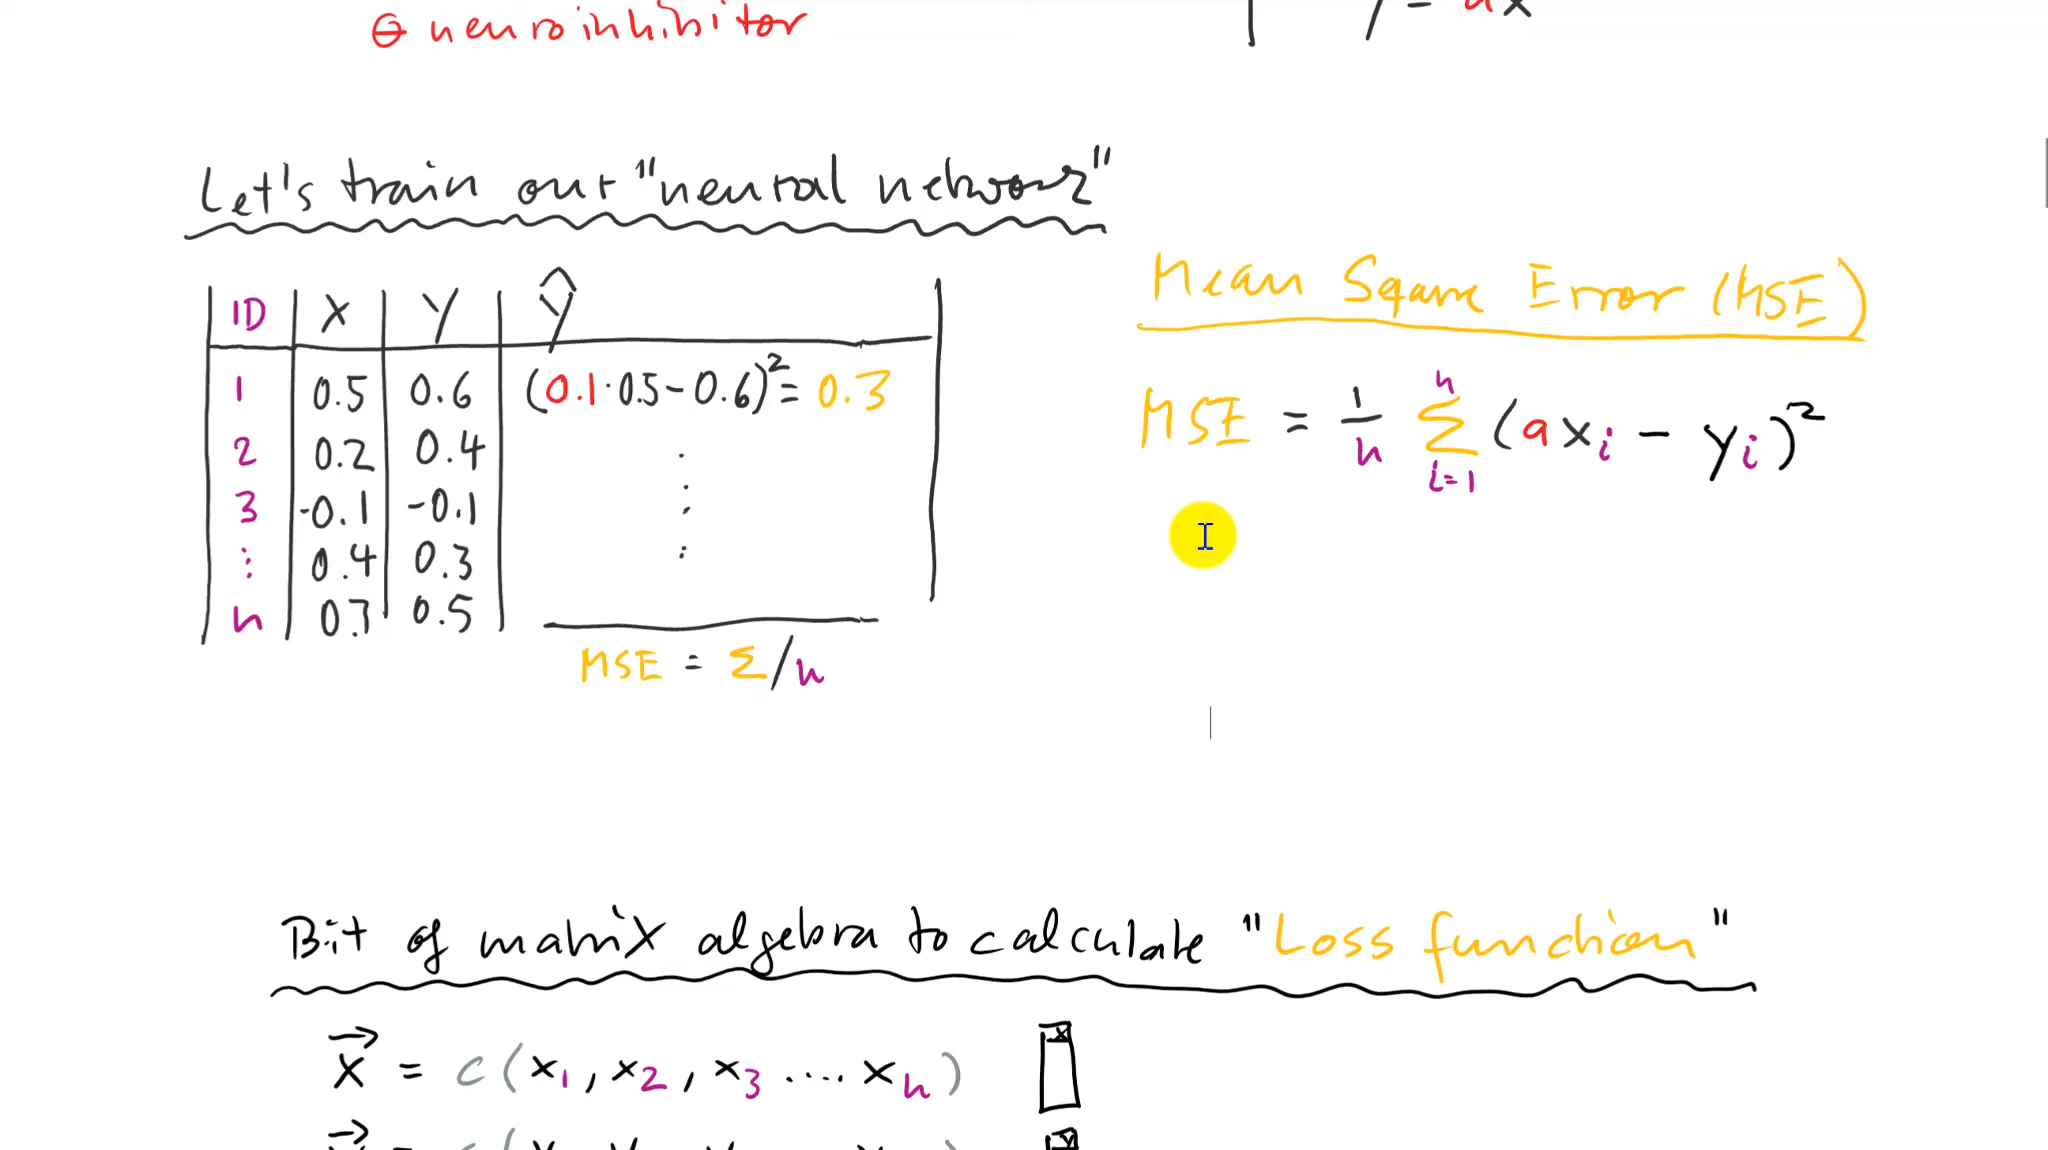 ⊖ neuroinhibitor
y = ax
Let's train our "neural network"
ID X Y Ŷ
1 0.5 0.6 (0.1·0.5-0.6)² = 0.3
2 0.2 0.4 .
3 -0.1 -0.1 :
⋮ 0.4 0.3 :
n 0.7 0.5
MSE = Σ/n
Mean Square Error (MSE)
MSE = 1/n Σ i=1 n (axi - yi)²
Bit of matrix algebra to calculate "Loss function"
x⃗ = c(x1, x2, x3 .... xn) x